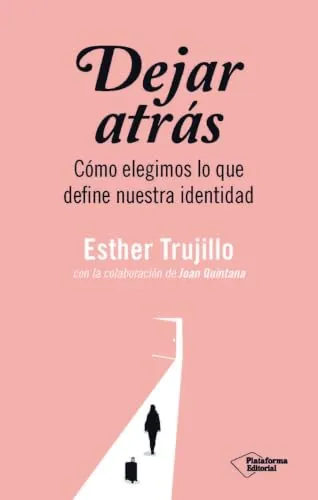 Dejar
atrás
Cómo elegimos lo que
define nuestra identidad
Esther Trujillo
con la colaboración de Joan Quintana
Plataforma
Editorial